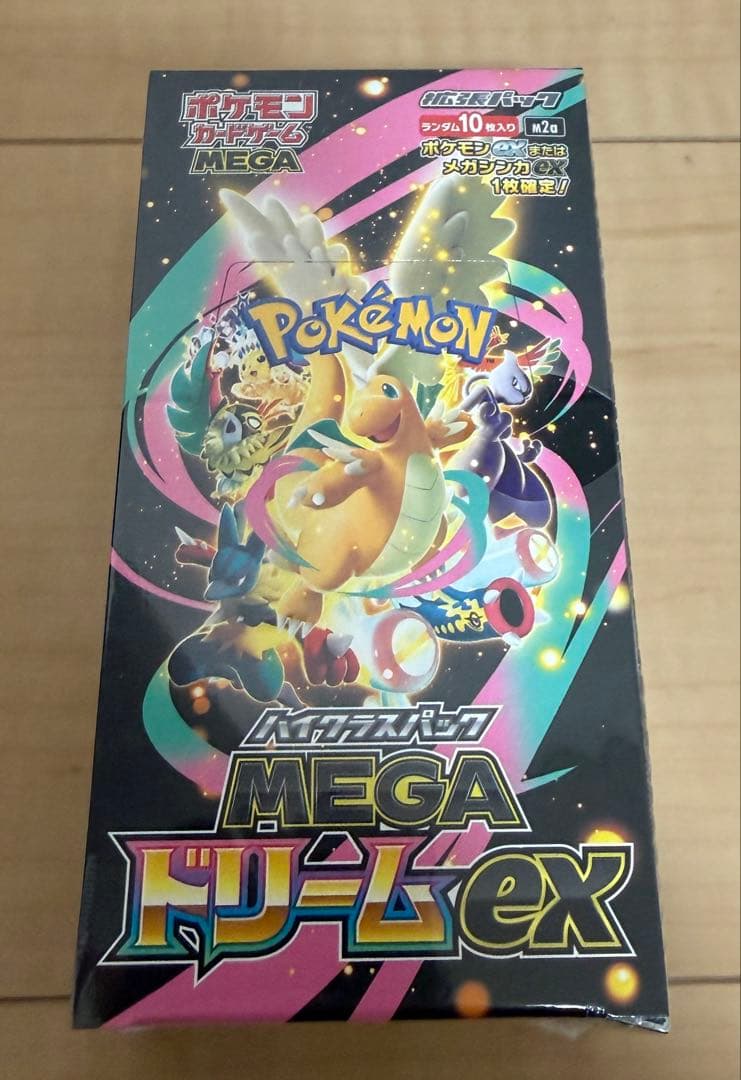 ポケモン
カードゲーム
MEGA
拡張パック
ランダム10枚入り m2a
ポケモンexまたは
メガシンカex
1枚確定!
POKéMON
TM
ハイクラスパック
MEGA
ドリームex